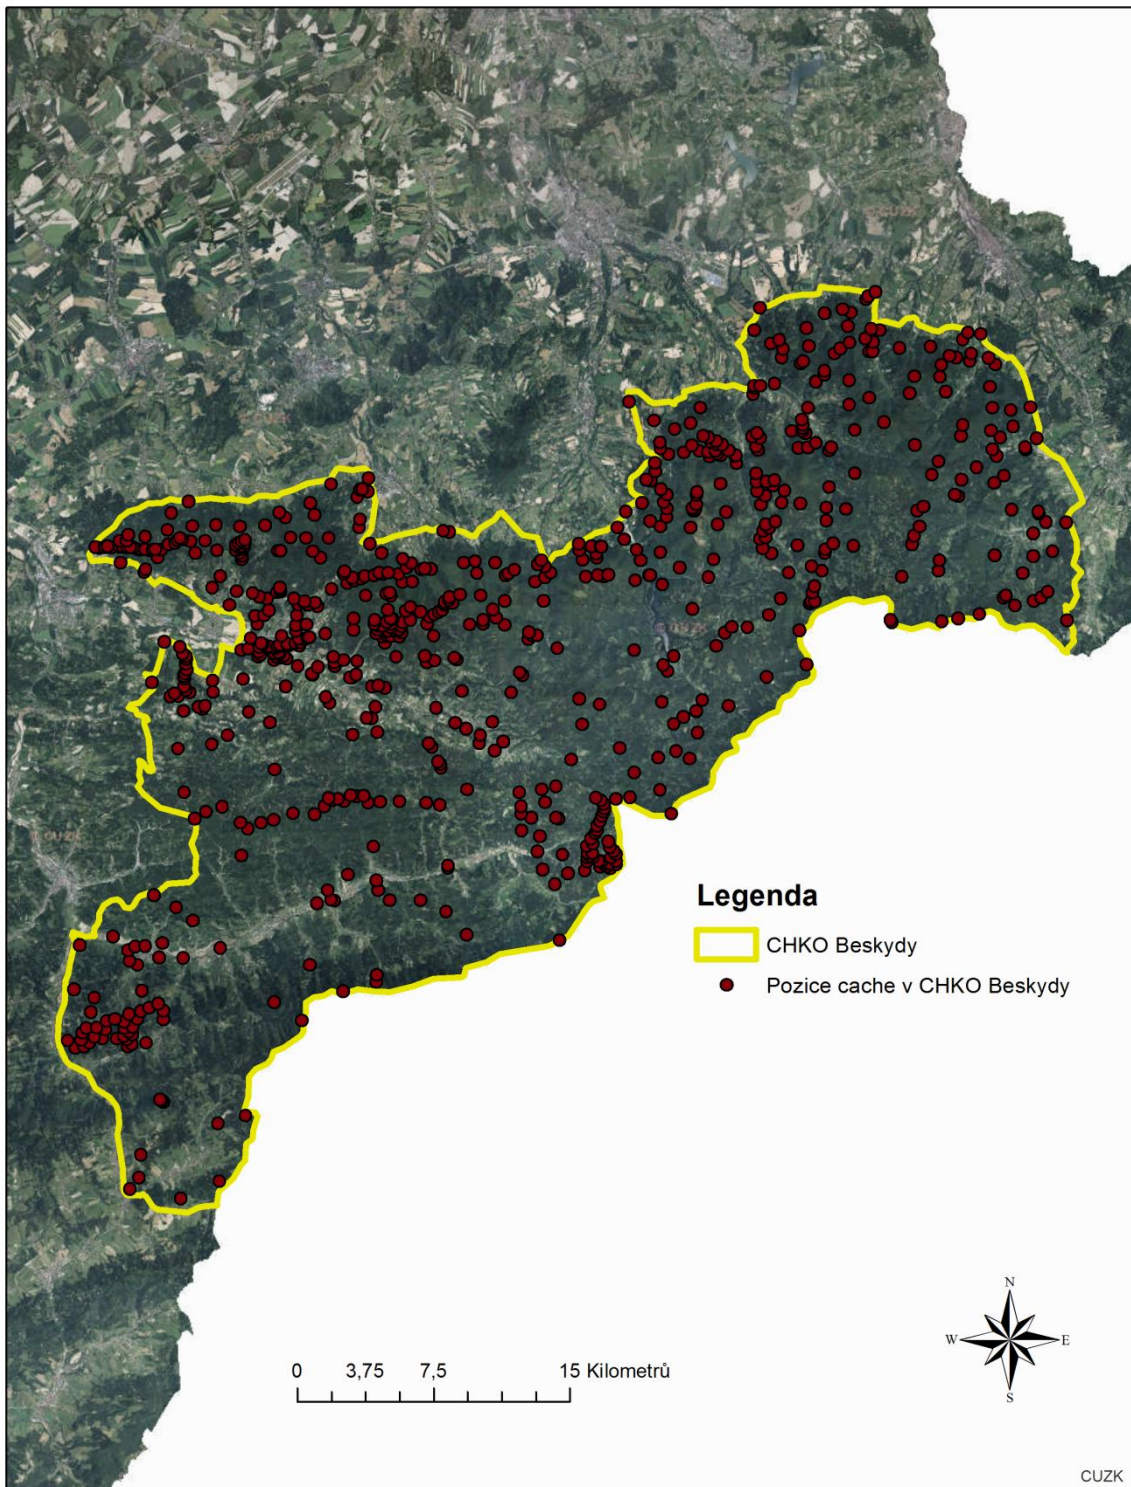 Legenda
CHKO Beskydy
Pozice cache v CHKO Beskydy
N
W E
S
0 3,75 7,5 15 Kilometrů
CUZK